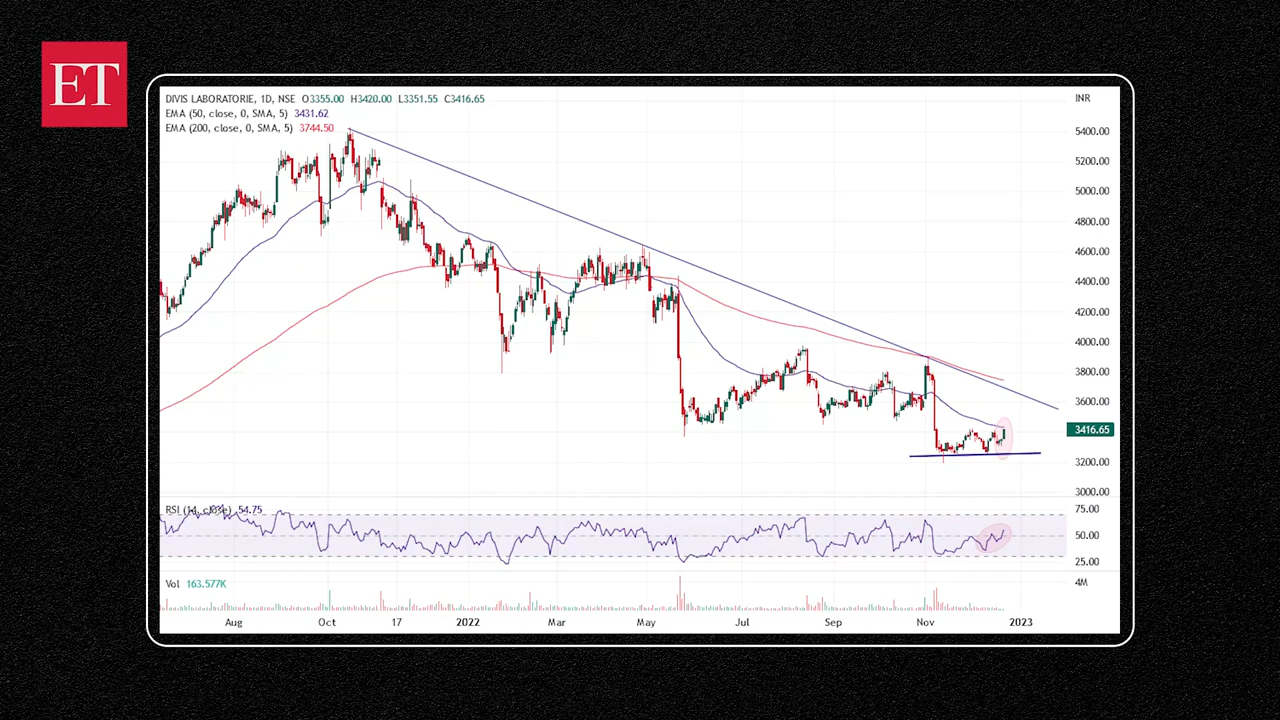 ET
DIVIS LABORATORIE, 1D, NSE O3355.00 H3420.00 L3351.55 C3416.65
INR
EMA (50, close, 0, SMA, 5) 3431.62
EMA (200, close, 0, SMA, 5) 3744.50
5400.00
5200.00
5000.00
4800.00
4600.00
4400.00
4200.00
4000.00
3800.00
3600.00
3416.65
3200.00
3000.00
RSI (14, close) 54.75
75.00
50.00
25.00
Vol 163.577K
4M
Aug Oct 17 2022 Mar May Jul Sep Nov 2023